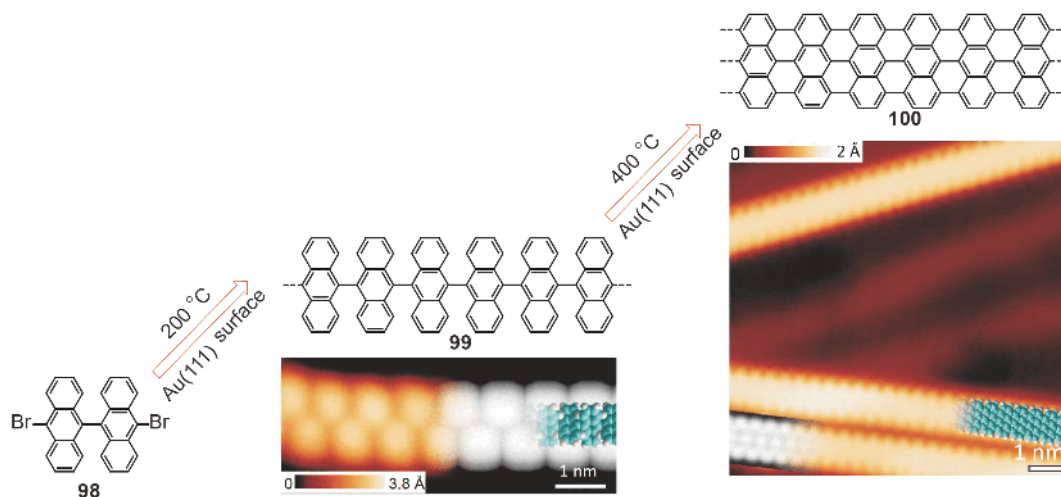 100
0
2 Å
400 °C
Au(111) surface
1 nm
99
200 °C
Au(111) surface
0
3.8 Å
1 nm
Br
Br
98